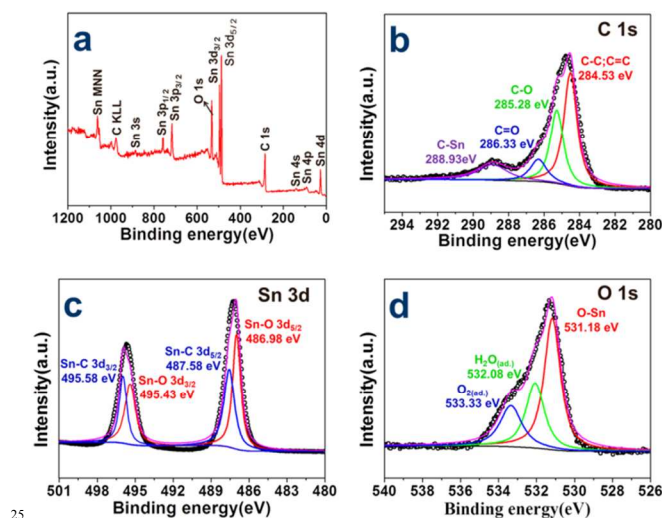 a
Intensity(a.u.)
Sn MNN
C KLL
Sn 3s
Sn 3p1/2
Sn 3p3/2
O 1s
Sn 3d3/2
Sn 3d5/2
C 1s
Sn 4s
Sn 4p
Sn 4d
1200 1000 800 600 400 200 0
Binding energy(eV)
b
C 1s
Intensity(a.u.)
C-C;C=C
284.53 eV
C-O
285.28 eV
C=O
286.33 eV
C-Sn
288.93eV
294 292 290 288 286 284 282 280
Binding energy(eV)
c
Sn 3d
Intensity(a.u.)
Sn-O 3d5/2
486.98 eV
Sn-C 3d5/2
487.58 eV
Sn-C 3d3/2
495.58 eV
Sn-O 3d3/2
495.43 eV
501 498 495 492 489 486 483 480
Binding energy(eV)
d
O 1s
Intensity(a.u.)
O-Sn
531.18 eV
H2O(ad.)
532.08 eV
O2(ad.)
533.33 eV
540 538 536 534 532 530 528 526
Binding energy(eV)
25